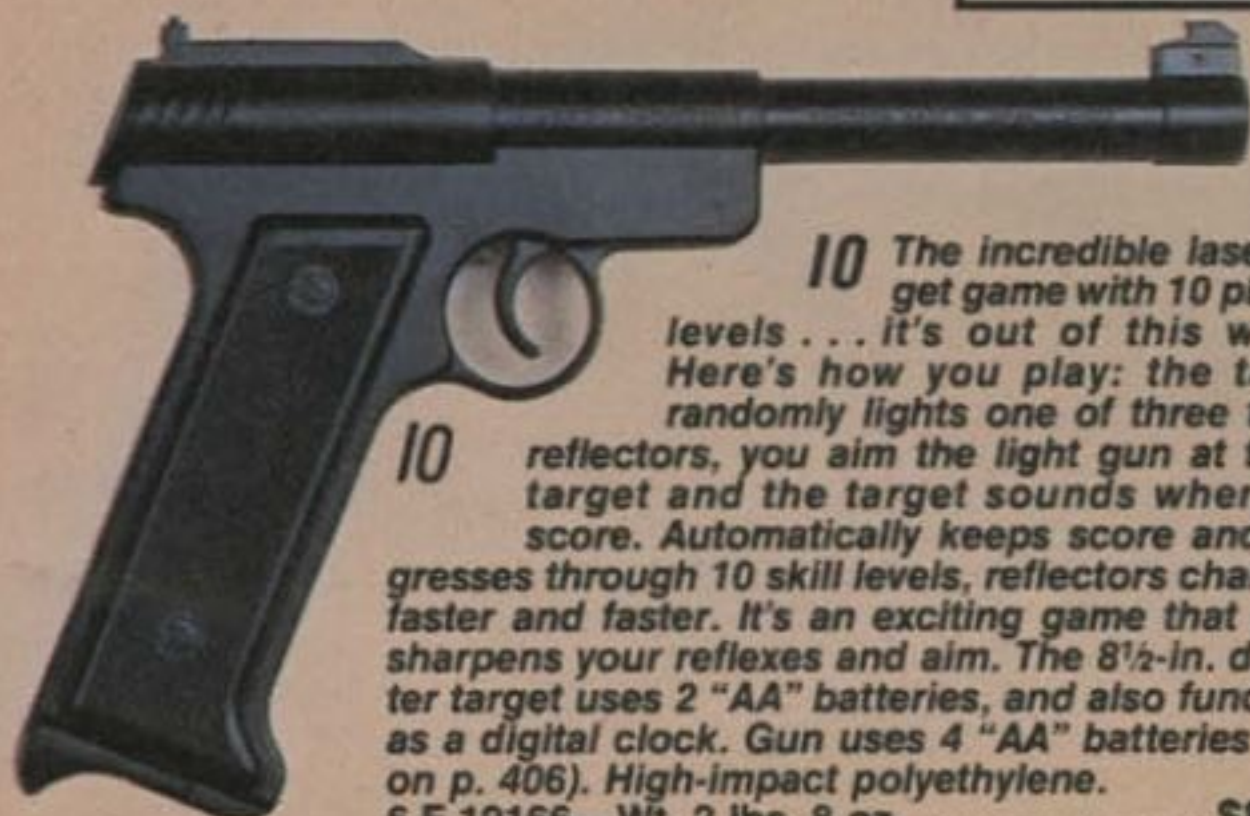 10 The incredible lase
get game with 10 p
levels . . . it's out of this w
Here's how you play: the t
randomly lights one of three
10
reflectors, you aim the light gun at
target and the target sounds when
score. Automatically keeps score and
gresses through 10 skill levels, reflectors cha
faster and faster. It's an exciting game that
sharpens your reflexes and aim. The 8½-in. d
ter target uses 2 “AA” batteries, and also func
as a digital clock. Gun uses 4 “AA” batteries
on p. 406). High-impact polyethylene.